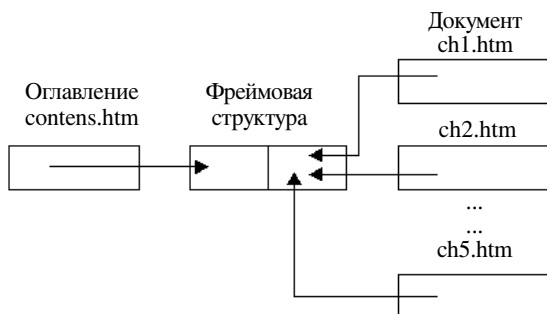 Оглавление
contens.htm
Фреймовая
структура
Документ
ch1.htm
ch2.htm
...
...
ch5.htm